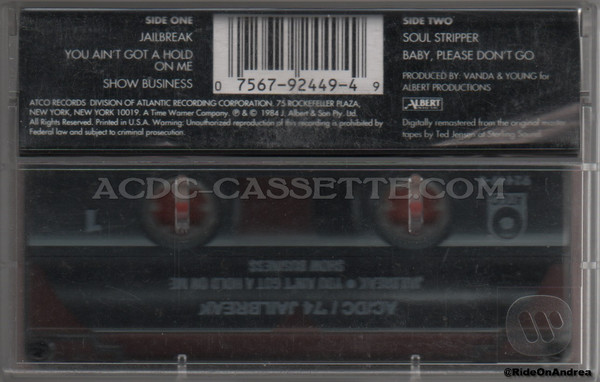 SIDE ONE
JAILBREAK
YOU AIN'T GOT A HOLD
ON ME
SHOW BUSINESS
0 7567-92449-4 9
SIDE TWO
SOUL STRIPPER
BABY, PLEASE DON'T GO
PRODUCED BY: VANDA & YOUNG for
ALBERT PRODUCTIONS
ALBERT
ATCO RECORDS DIVISION OF ATLANTIC RECORDING CORPORATION, 75 ROCKEFELLER PLAZA,
NEW YORK, NEW YORK 10019. A Time Warner Company. ℗ & © 1984 J. Albert & Son Pty. Ltd.
All Rights Reserved. Printed in U.S.A. Warning: Unauthorized reproduction of this recording is prohibited by
Federal law and subject to criminal prosecution.
Digitally remastered from the original master
tapes by Ted Jensen at Sterling Sound
ACDC-CASSETTE.COM
1
SHOW BUSINESS
JAILBREAK • YOU AIN'T GOT A HOLD ON ME
AC/DC / '74 JAILBREAK
@RideOnAndrea